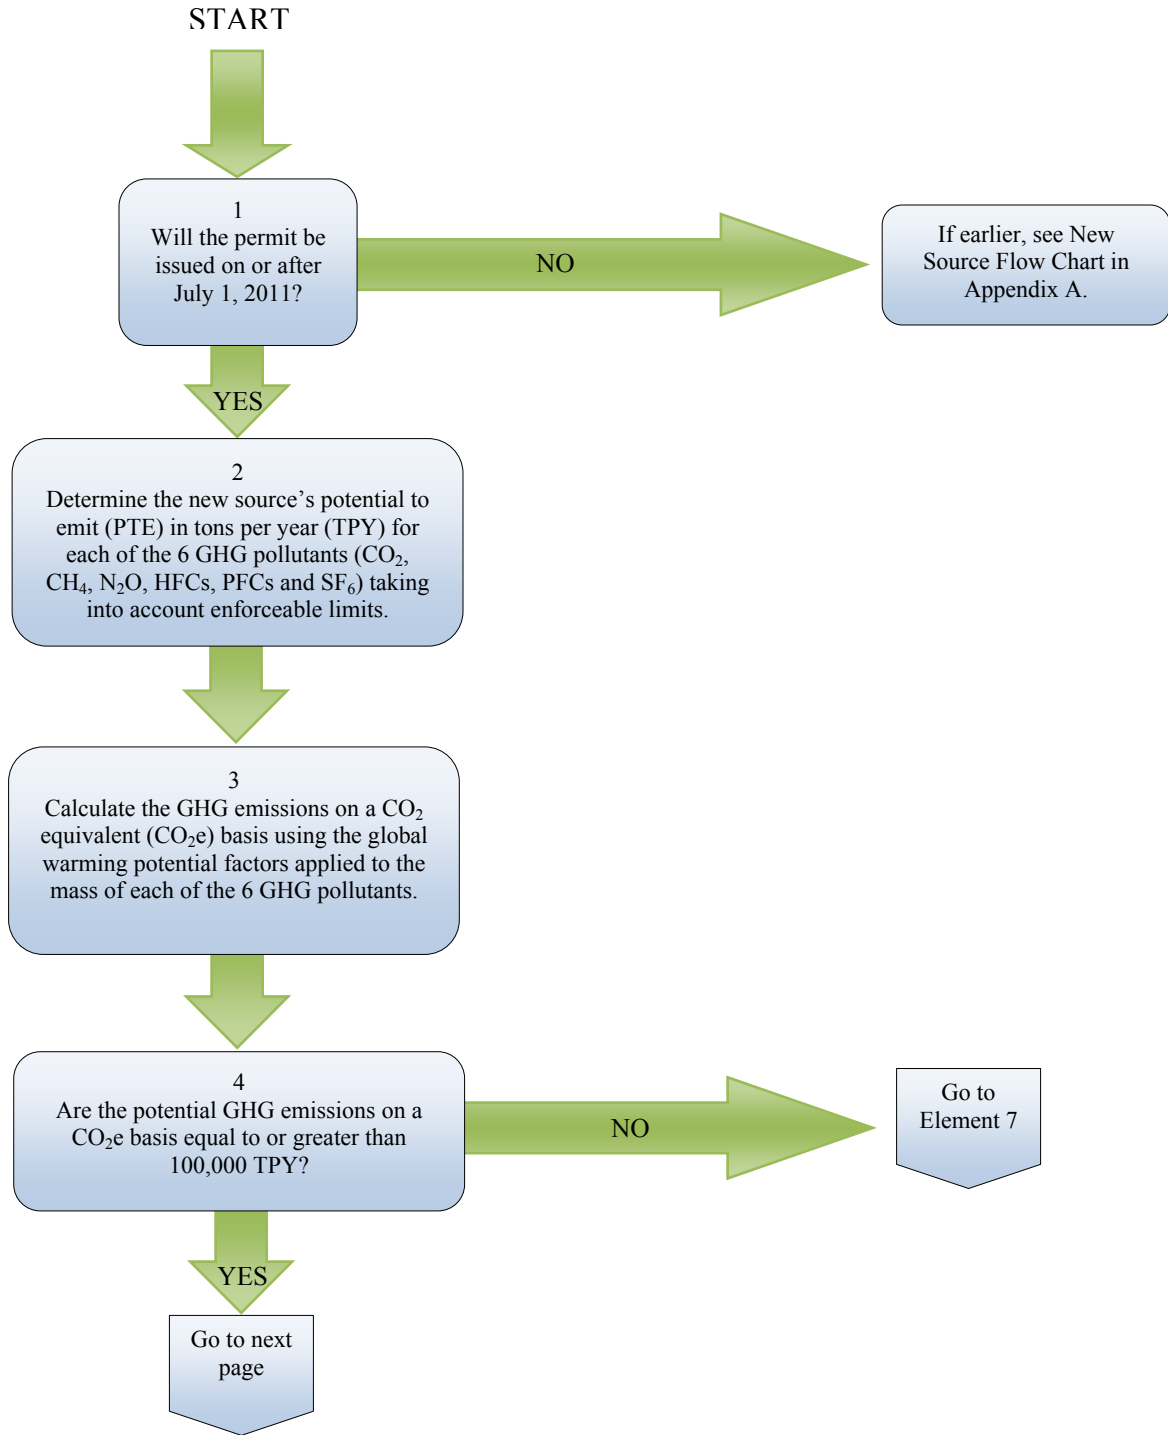 START
1
Will the permit be
issued on or after
July 1, 2011?
NO
If earlier, see New
Source Flow Chart in
Appendix A.
YES
2
Determine the new source’s potential to
emit (PTE) in tons per year (TPY) for
each of the 6 GHG pollutants (CO₂,
CH₄, N₂O, HFCs, PFCs and SF₆) taking
into account enforceable limits.
3
Calculate the GHG emissions on a CO₂
equivalent (CO₂e) basis using the global
warming potential factors applied to the
mass of each of the 6 GHG pollutants.
4
Are the potential GHG emissions on a
CO₂e basis equal to or greater than
100,000 TPY?
NO
Go to
Element 7
YES
Go to next
page